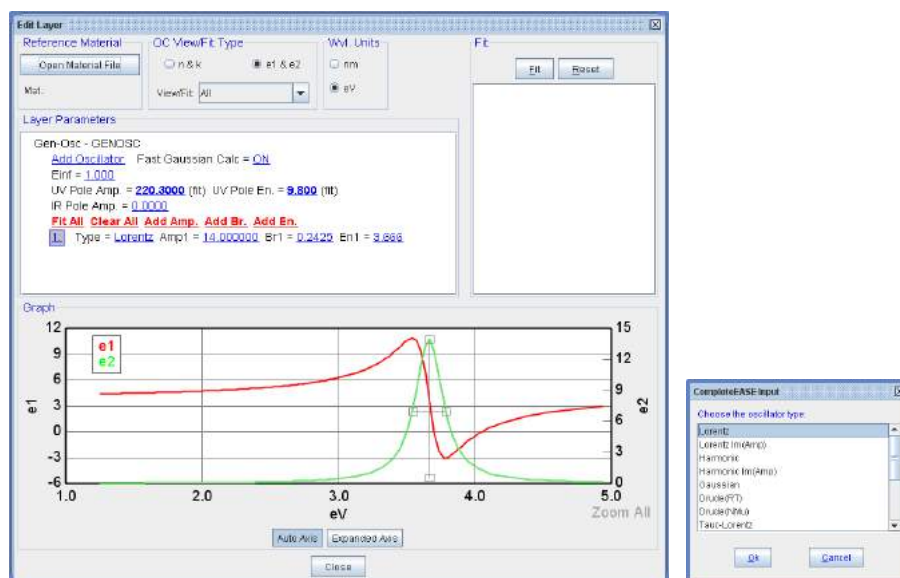 Edit Layer
Reference Material
Open Material File
Mat:
OC View/Fit Type
n & k
e1 & e2
View/Fit: All
Wvl. Units
nm
eV
Fit
Fit
Reset
Layer Parameters
Gen-Osc - GENOSC
Add Oscillator Fast Gaussian Calc = ON
Einf = 1.000
UV Pole Amp. = 220.3000 (fit) UV Pole En. = 9.800 (fit)
IR Pole Amp. = 0.0000
Fit All Clear All Add Amp. Add Br. Add En.
1. Type = Lorentz Amp1 = 14.000000 Br1 = 0.2425 En1 = 3.666
Graph
12
9
6
3
0
-3
-6
e1
e1
e2
15
12
9
6
3
0
e2
1.0 2.0 3.0 4.0 5.0
eV
Zoom All
Auto Axis
Expanded Axis
Close
CompleteEASE Input
Choose the oscillator type:
Lorentz
Lorentz Im(Amp)
Harmonic
Harmonic Im(Amp)
Gaussian
Drude(RT)
Drude(NMu)
Tauc-Lorentz
Ok
Cancel